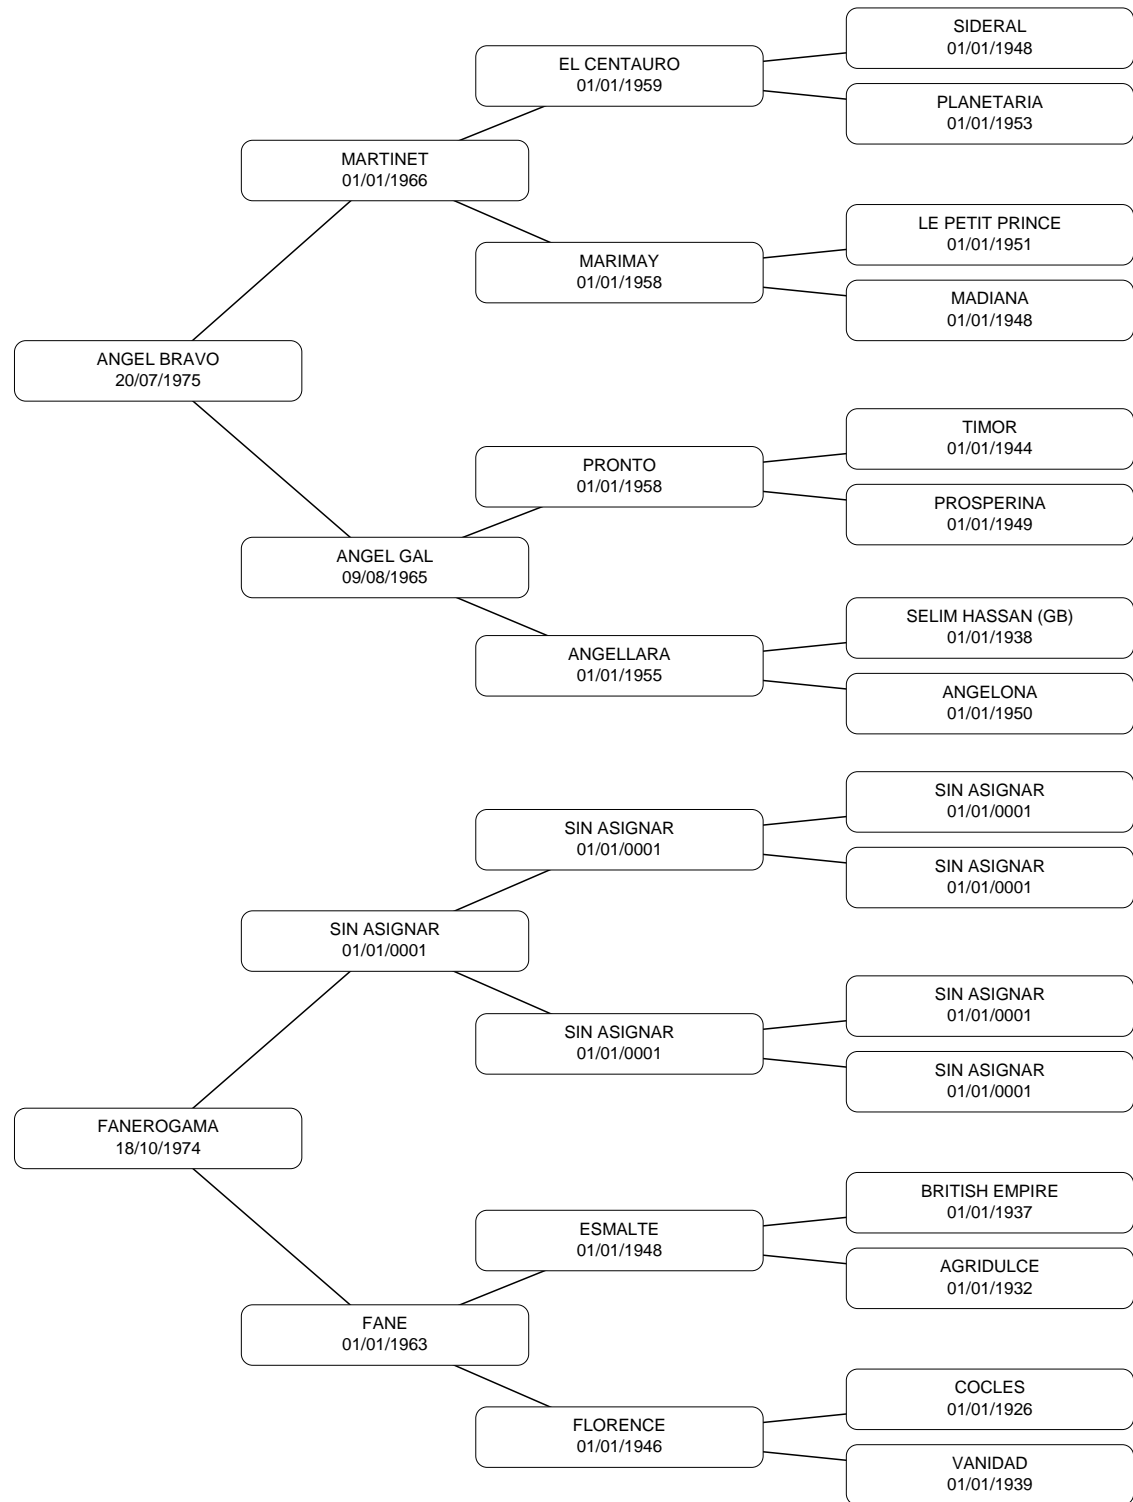 SIDERAL
01/01/1948
EL CENTAURO
01/01/1959
PLANETARIA
01/01/1953
MARTINET
01/01/1966
LE PETIT PRINCE
01/01/1951
MARIMAY
01/01/1958
MADIANA
01/01/1948
ANGEL BRAVO
20/07/1975
TIMOR
01/01/1944
PRONTO
01/01/1958
PROSPERINA
01/01/1949
ANGEL GAL
09/08/1965
SELIM HASSAN (GB)
01/01/1938
ANGELLARA
01/01/1955
ANGELONA
01/01/1950
SIN ASIGNAR
01/01/0001
SIN ASIGNAR
01/01/0001
SIN ASIGNAR
01/01/0001
SIN ASIGNAR
01/01/0001
SIN ASIGNAR
01/01/0001
SIN ASIGNAR
01/01/0001
SIN ASIGNAR
01/01/0001
FANEROGAMA
18/10/1974
BRITISH EMPIRE
01/01/1937
ESMALTE
01/01/1948
AGRIDULCE
01/01/1932
FANE
01/01/1963
COCLES
01/01/1926
FLORENCE
01/01/1946
VANIDAD
01/01/1939